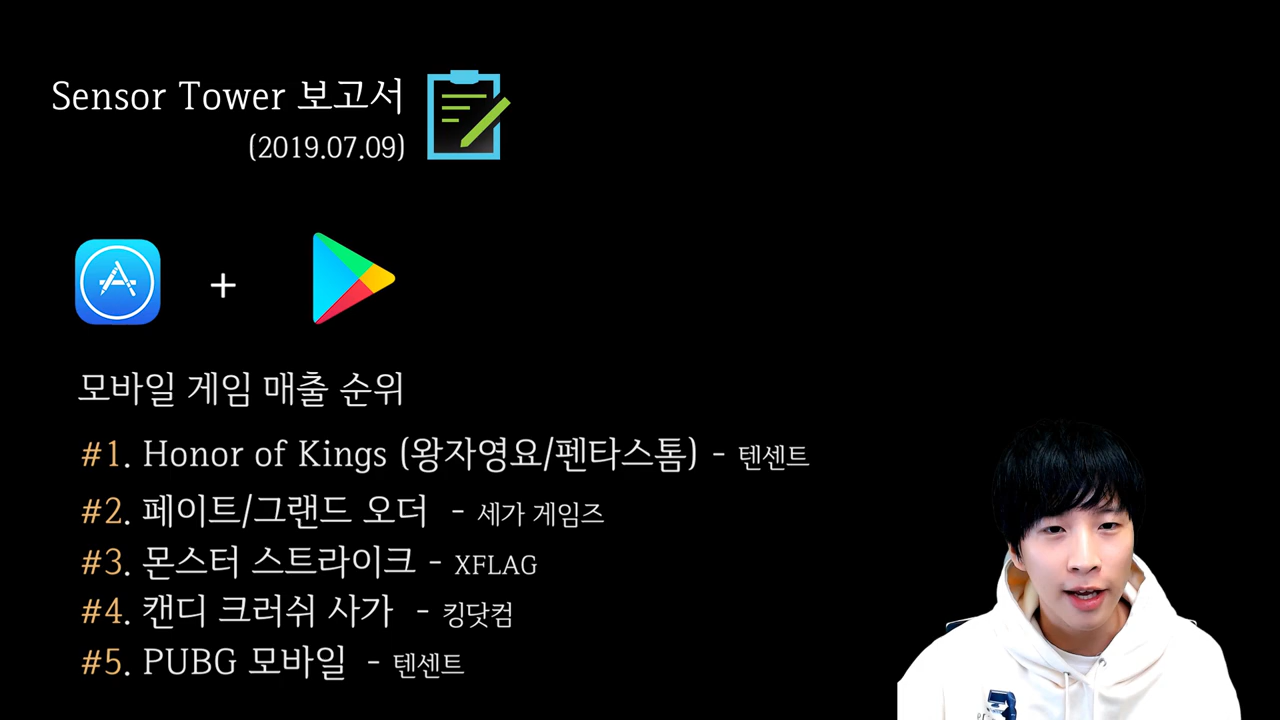 Sensor Tower 보고서
(2019.07.09)
+
모바일 게임 매출 순위
#1. Honor of Kings (왕자영요/펜타스톰) - 텐센트
#2. 페이트/그랜드 오더 - 세가 게임즈
#3. 몬스터 스트라이크 - XFLAG
#4. 캔디 크러쉬 사가 - 킹닷컴
#5. PUBG 모바일 - 텐센트